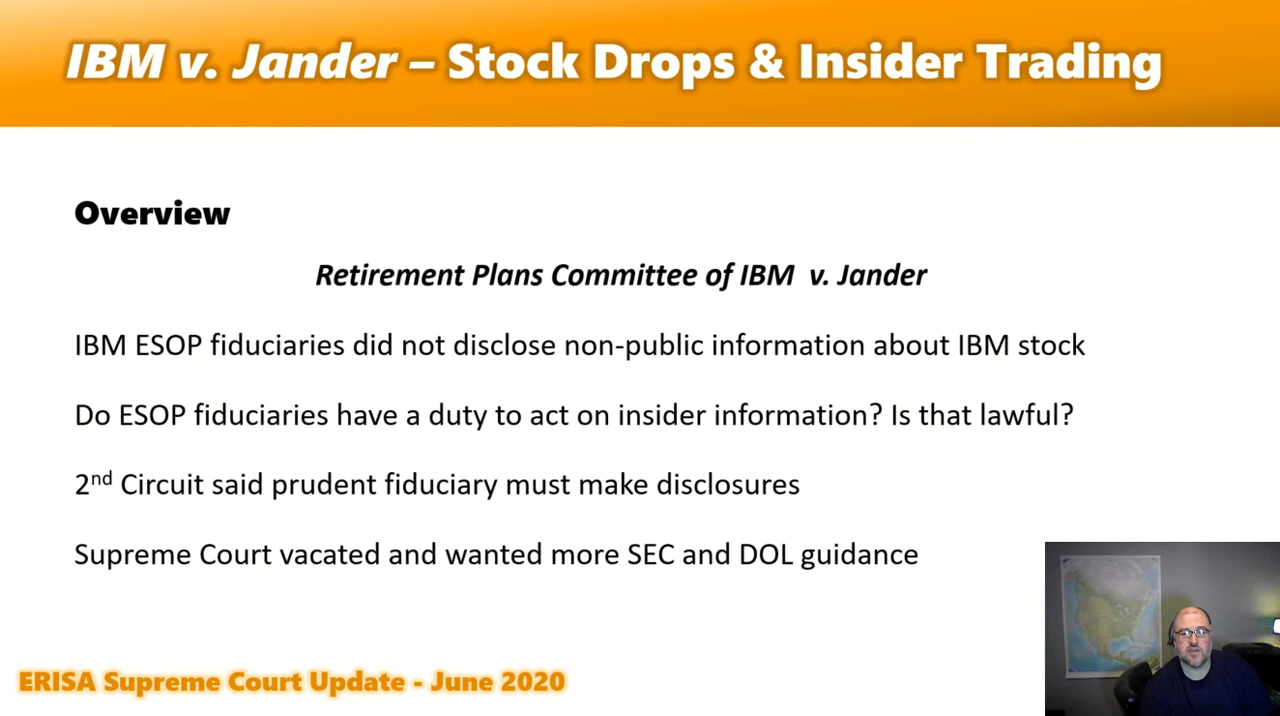 IBM v. Jander – Stock Drops & Insider Trading
Overview
Retirement Plans Committee of IBM v. Jander
IBM ESOP fiduciaries did not disclose non-public information about IBM stock
Do ESOP fiduciaries have a duty to act on insider information? Is that lawful?
2nd Circuit said prudent fiduciary must make disclosures
Supreme Court vacated and wanted more SEC and DOL guidance
ERISA Supreme Court Update - June 2020